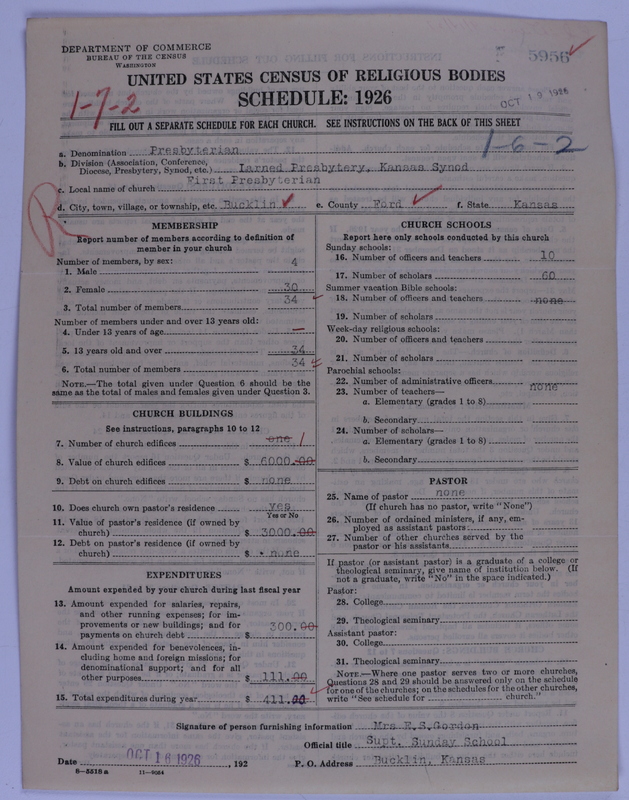 DEPARTMENT OF COMMERCE
BUREAU OF THE CENSUS
WASHINGTON
5956
UNITED STATES CENSUS OF RELIGIOUS BODIES
SCHEDULE: 1926
1-7-2
OCT 19 1926
FILL OUT A SEPARATE SCHEDULE FOR EACH CHURCH. SEE INSTRUCTIONS ON THE BACK OF THIS SHEET
1-6-2
a. Denomination Presbyterian
b. Division (Association, Conference, Diocese, Presbytery, Synod, etc.) Larned Presbytery, Kansas Synod
c. Local name of church First Presbyterian
d. City, town, village, or township, etc. Bucklin e. County Ford f. State Kansas
R
MEMBERSHIP
Report number of members according to definition of
member in your church
Number of members, by sex:
1. Male 4
2. Female 30
3. Total number of members 34
Number of members under and over 13 years old:
4. Under 13 years of age —
5. 13 years old and over 34
6. Total number of members 34
NOTE.—The total given under Question 6 should be the
same as the total of males and females given under Question 3.
CHURCH BUILDINGS
See instructions, paragraphs 10 to 12
7. Number of church edifices one 1
8. Value of church edifices $ 6000.00
9. Debt on church edifices $ none
10. Does church own pastor's residence yes
Yes or No
11. Value of pastor's residence (if owned by
church) $ 3000.00
12. Debt on pastor's residence (if owned by
church) $ none
EXPENDITURES
Amount expended by your church during last fiscal year
13. Amount expended for salaries, repairs,
and other running expenses; for im-
provements or new buildings; and for
payments on church debt $ 300.00
14. Amount expended for benevolences, in-
cluding home and foreign missions; for
denominational support; and for all
other purposes $ 111.00
15. Total expenditures during year $ 411.00
CHURCH SCHOOLS
Report here only schools conducted by this church
Sunday schools:
16. Number of officers and teachers 10
17. Number of scholars 60
Summer vacation Bible schools:
18. Number of officers and teachers none
19. Number of scholars
Week-day religious schools:
20. Number of officers and teachers
21. Number of scholars
Parochial schools:
22. Number of administrative officers none
23. Number of teachers—
a. Elementary (grades 1 to 8)
b. Secondary
24. Number of scholars—
a. Elementary (grades 1 to 8)
b. Secondary
PASTOR
25. Name of pastor none
(If church has no pastor, write "None")
26. Number of ordained ministers, if any, em-
ployed as assistant pastors
27. Number of other churches served by the
pastor or his assistants
If pastor (or assistant pastor) is a graduate of a college or
theological seminary, give name of institution below. (If
not a graduate, write "No" in the space indicated.)
Pastor:
28. College
29. Theological seminary
Assistant pastor:
30. College
31. Theological seminary
NOTE.—Where one pastor serves two or more churches,
Questions 28 and 29 should be answered only on the schedule
for one of the churches; on the schedules for the other churches,
write "See schedule for church."
Signature of person furnishing information Mrs E.S.Gordon
Official title Supt. Sunday School
Date OCT 16 1926, 192 P. O. Address Bucklin, Kansas
8—5518 a 11—9054